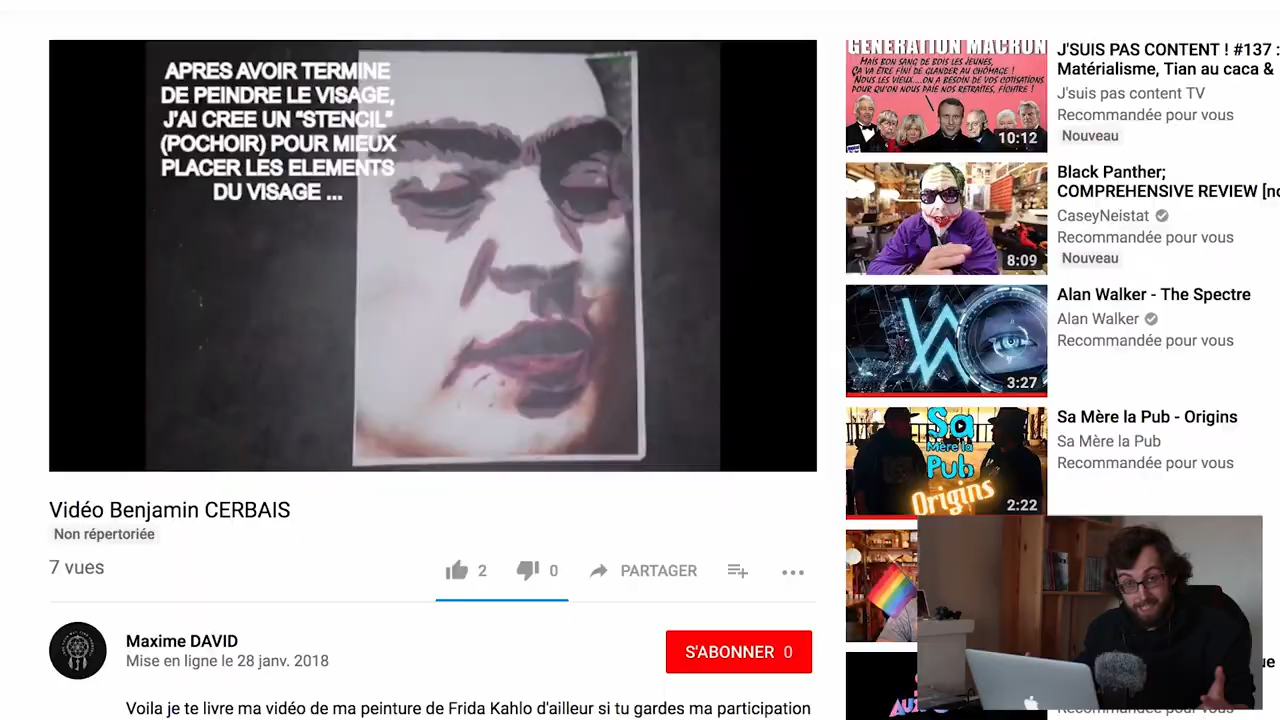 APRES AVOIR TERMINE
DE PEINDRE LE VISAGE,
J'AI CREE UN “STENCIL”
(POCHOIR) POUR MIEUX
PLACER LES ELEMENTS
DU VISAGE ...
Vidéo Benjamin CERBAIS
Non répertoriée
7 vues
2
0
PARTAGER
Maxime DAVID
Mise en ligne le 28 janv. 2018
S'ABONNER 0
Voila je te livre ma vidéo de ma peinture de Frida Kahlo d'ailleur si tu gardes ma participation
GENERATION MACRON
MAIS BON SANG DE BOIS LES JEUNES,
ÇA VA ÊTRE FINI DE GLANDER AU CHÔMAGE !
NOUS LES VIEUX....ON A BESOIN DE VOS COTISATIONS
POUR QU'ON NOUS PAIE NOS RETRAITES, FICHTRE !
10:12
J'SUIS PAS CONTENT ! #137 :
Matérialisme, Tian au caca &
J'suis pas content TV
Recommandée pour vous
Nouveau
8:09
Black Panther;
COMPREHENSIVE REVIEW [no
CaseyNeistat
Recommandée pour vous
Nouveau
3:27
Alan Walker - The Spectre
Alan Walker
Recommandée pour vous
Sa
Mère la
Pub
Origins
2:22
Sa Mère la Pub - Origins
Sa Mère la Pub
Recommandée pour vous
ue
Recommandée pour vous